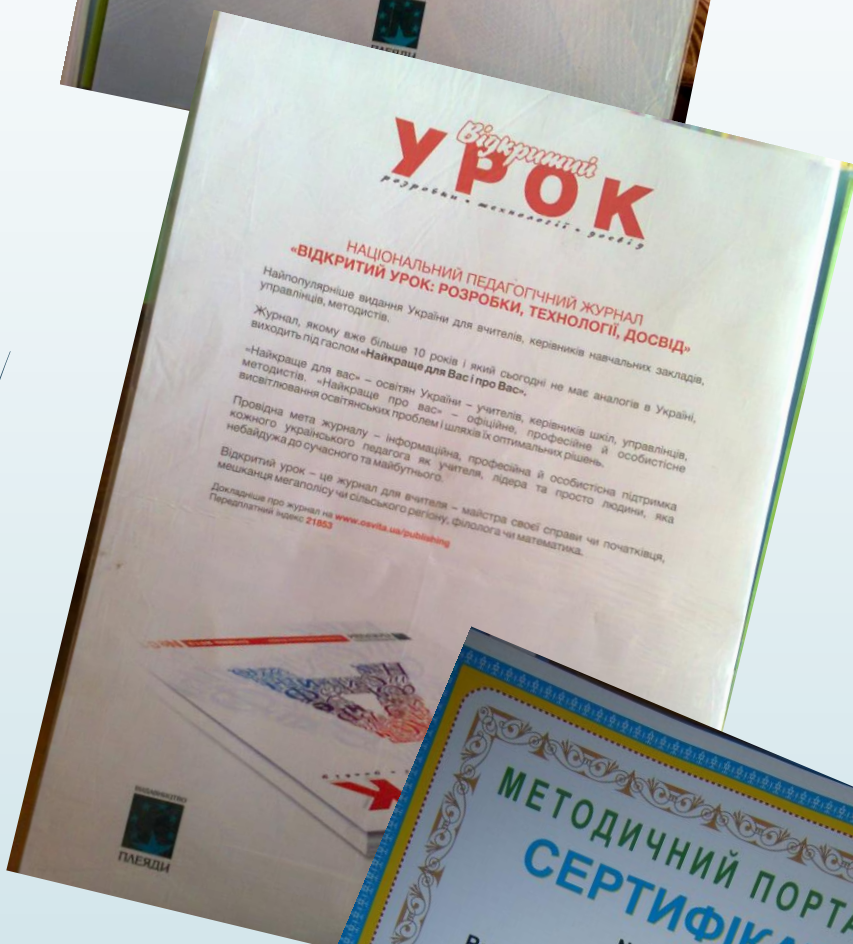 ПЛЕЯДИ
Відкритий
УРОК
розробки • технології • досвід
НАЦІОНАЛЬНИЙ ПЕДАГОГІЧНИЙ ЖУРНАЛ
«ВІДКРИТИЙ УРОК: РОЗРОБКИ, ТЕХНОЛОГІЇ, ДОСВІД»
Найпопулярніше видання України для вчителів, керівників навчальних закладів,
управлінців, методистів.
Журнал, якому вже більше 10 років і який сьогодні не має аналогів в Україні,
виходить під гаслом «Найкраще для Вас і про Вас».
«Найкраще для вас» – освітян України – учителів, керівників шкіл, управлінців,
методистів. «Найкраще про вас» – офіційне, професійне й особистісне
висвітлювання освітянських проблем і шляхів їх оптимальних рішень.
Провідна мета журналу – інформаційна, професійна й особистісна підтримка
кожного українського педагога як учителя, лідера та просто людини, яка
небайдужа до сучасного та майбутнього.
Відкритий урок – це журнал для вчителя – майстра своєї справи чи початківця,
мешканця мегаполісу чи сільського регіону, філолога чи математика.
Докладніше про журнал на www.osvita.ua/publishing
Передплатний індекс 21853
ВИДАВНИЦТВО
ПЛЕЯДИ
МЕТОДИЧНИЙ ПОРТА
СЕРТИФІКА